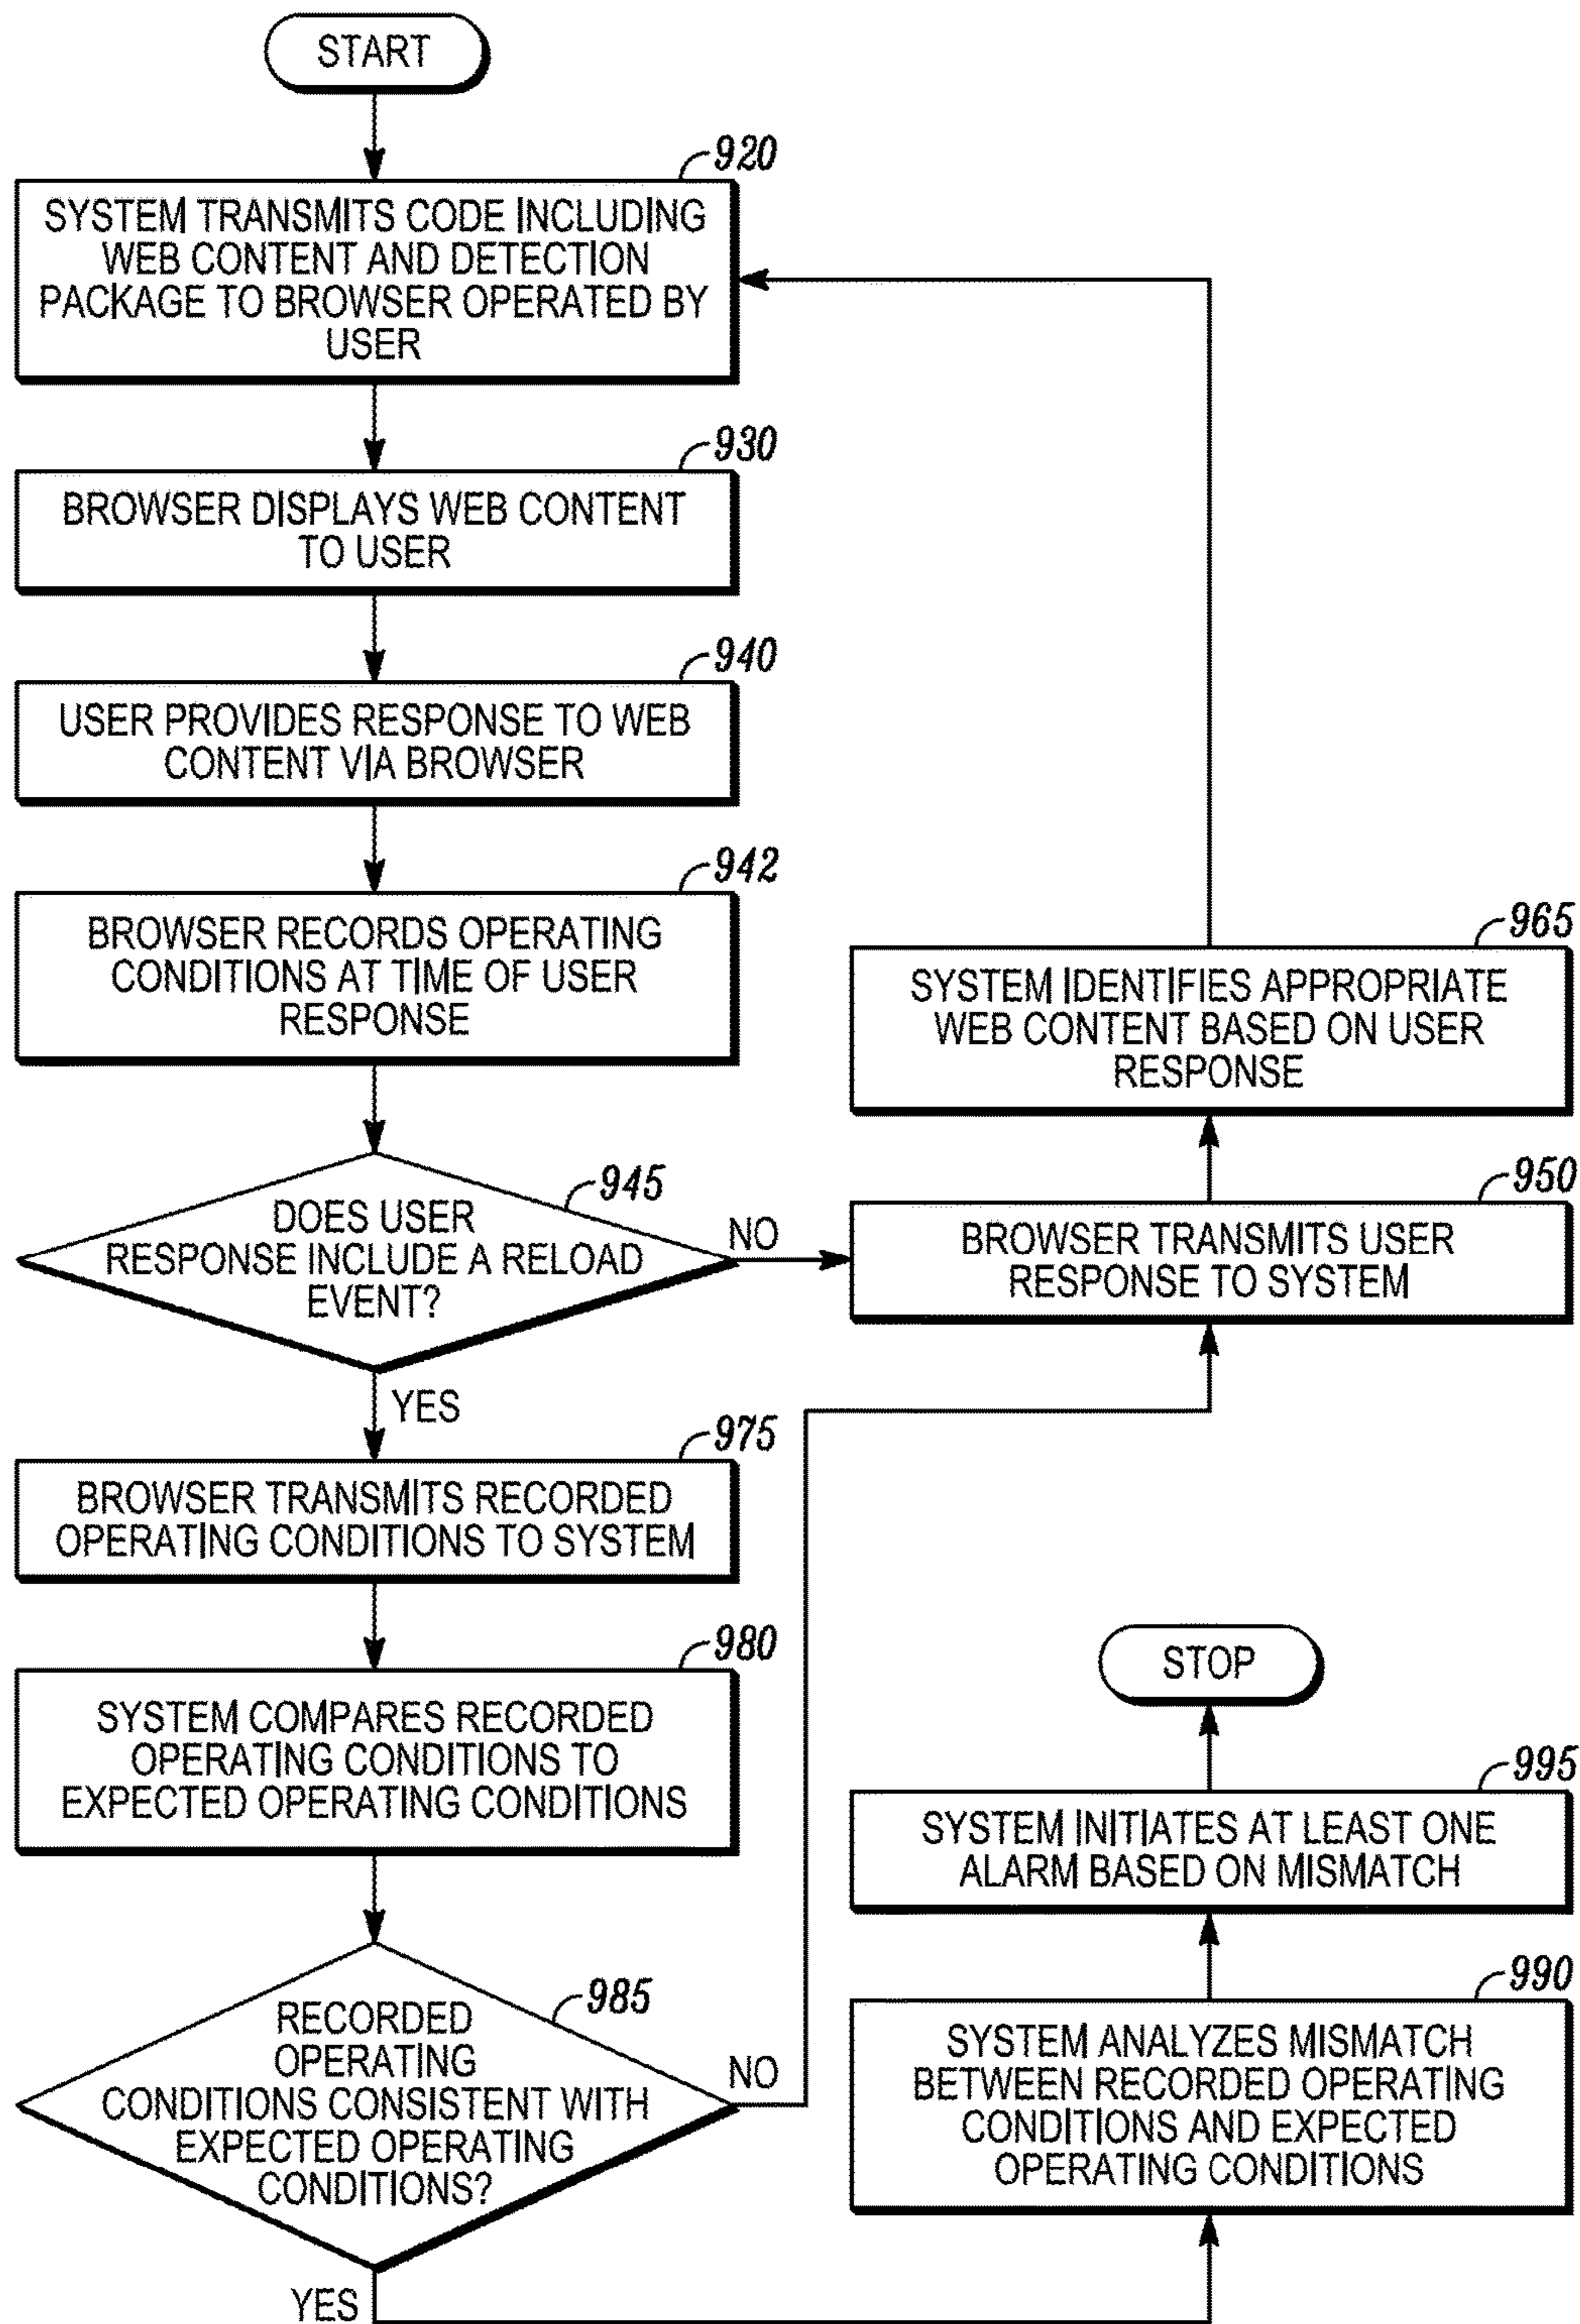 START
920
SYSTEM TRANSMITS CODE INCLUDING
WEB CONTENT AND DETECTION
PACKAGE TO BROWSER OPERATED BY
USER
930
BROWSER DISPLAYS WEB CONTENT
TO USER
940
USER PROVIDES RESPONSE TO WEB
CONTENT VIA BROWSER
942
BROWSER RECORDS OPERATING
CONDITIONS AT TIME OF USER
RESPONSE
945
DOES USER
RESPONSE INCLUDE A RELOAD
EVENT?
NO
YES
965
SYSTEM IDENTIFIES APPROPRIATE
WEB CONTENT BASED ON USER
RESPONSE
950
BROWSER TRANSMITS USER
RESPONSE TO SYSTEM
975
BROWSER TRANSMITS RECORDED
OPERATING CONDITIONS TO SYSTEM
980
SYSTEM COMPARES RECORDED
OPERATING CONDITIONS TO
EXPECTED OPERATING CONDITIONS
985
RECORDED
OPERATING
CONDITIONS CONSISTENT WITH
EXPECTED OPERATING
CONDITIONS?
NO
YES
STOP
995
SYSTEM INITIATES AT LEAST ONE
ALARM BASED ON MISMATCH
990
SYSTEM ANALYZES MISMATCH
BETWEEN RECORDED OPERATING
CONDITIONS AND EXPECTED
OPERATING CONDITIONS